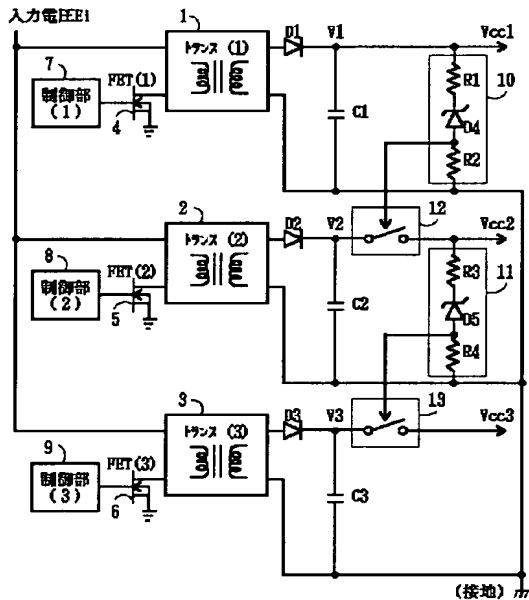 入力電圧Ei
1
トランス (1)
D1
V1
Vcc1
7
制御部
(1)
FET(1)
4
C1
R1
D4
R2
10
2
トランス (2)
D2
V2
12
Vcc2
8
制御部
(2)
FET(2)
5
C2
R3
D5
R4
11
3
トランス (3)
D3
V3
13
Vcc3
9
制御部
(3)
FET(3)
6
C3
(接地)